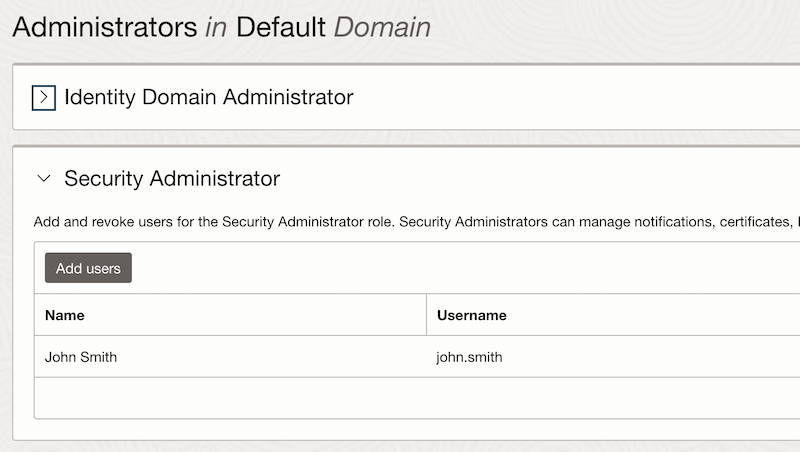 Administrators in Default Domain
Identity Domain Administrator
Security Administrator
Add and revoke users for the Security Administrator role. Security Administrators can manage notifications, certificates,
Add users
Name Username
John Smith john.smith